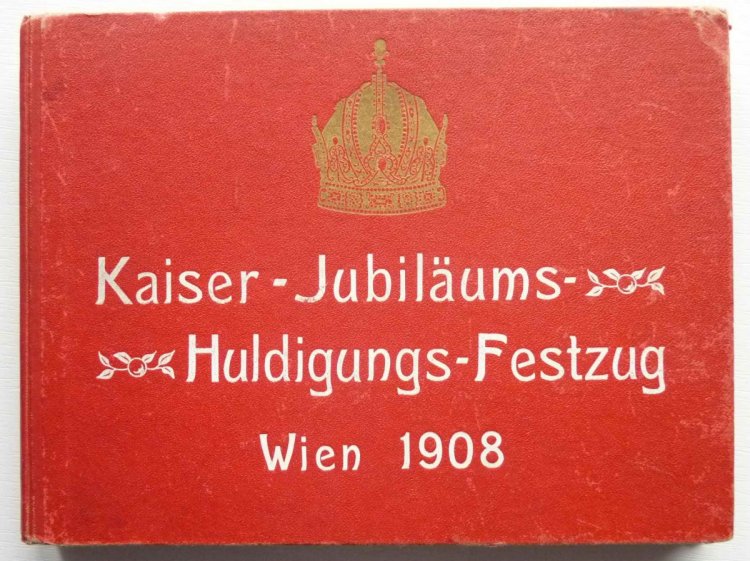 Kaiser-Jubiläums-
Huldigungs-Festzug
Wien 1908